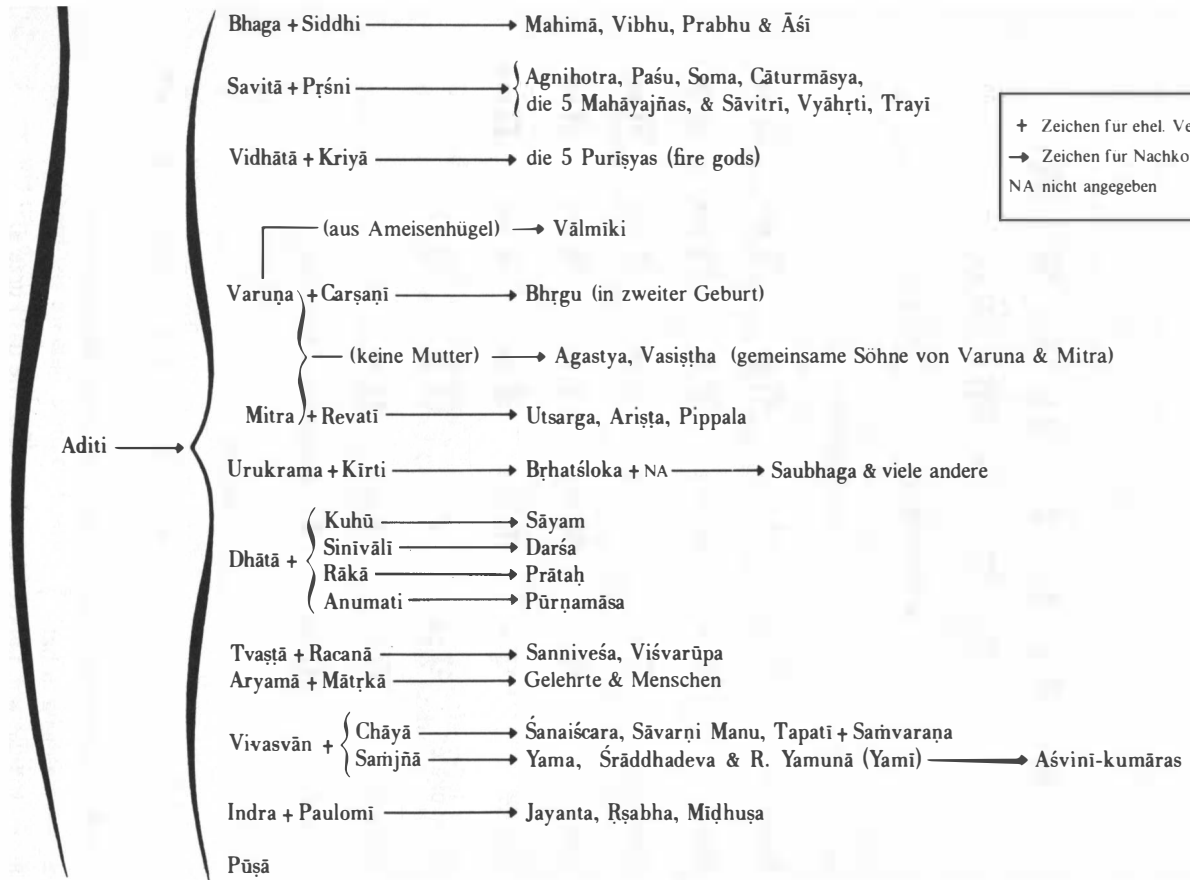 Bhaga + Siddhi → Mahimā, Vibhu, Prabhu & Āśī
Savitā + Pṛśni → Agnihotra, Paśu, Soma, Cāturmāsya,
die 5 Mahāyajñas, & Sāvitrī, Vyāhṛti, Trayī
+ Zeichen fur ehel. Ve
→ Zeichen fur Nachko
NA nicht angegeben
Vidhātā + Kriyā → die 5 Purīṣyas (fire gods)
(aus Ameisenhügel) → Vālmīki
Varuṇa + Carṣaṇī → Bhṛgu (in zweiter Geburt)
(keine Mutter) → Agastya, Vasiṣṭha (gemeinsame Söhne von Varuna & Mitra)
Mitra + Revatī → Utsarga, Ariṣṭa, Pippala
Aditi →
Urukrama + Kīrti → Bṛhatśloka + NA → Saubhaga & viele andere
Dhātā +
Kuhū → Sāyam
Sinīvālī → Darśa
Rākā → Prātaḥ
Anumati → Pūrṇamāsa
Tvaṣṭā + Racanā → Sanniveśa, Viśvarūpa
Aryamā + Mātṛkā → Gelehrte & Menschen
Vivasvān +
Chāyā → Śanaiścara, Sāvarṇi Manu, Tapatī + Saṁvaraṇa
Saṁjñā → Yama, Śrāddhadeva & R. Yamunā (Yamī) → Aśvinī-kumāras
Indra + Paulomī → Jayanta, Ṛṣabha, Mīḍhuṣa
Pūṣā